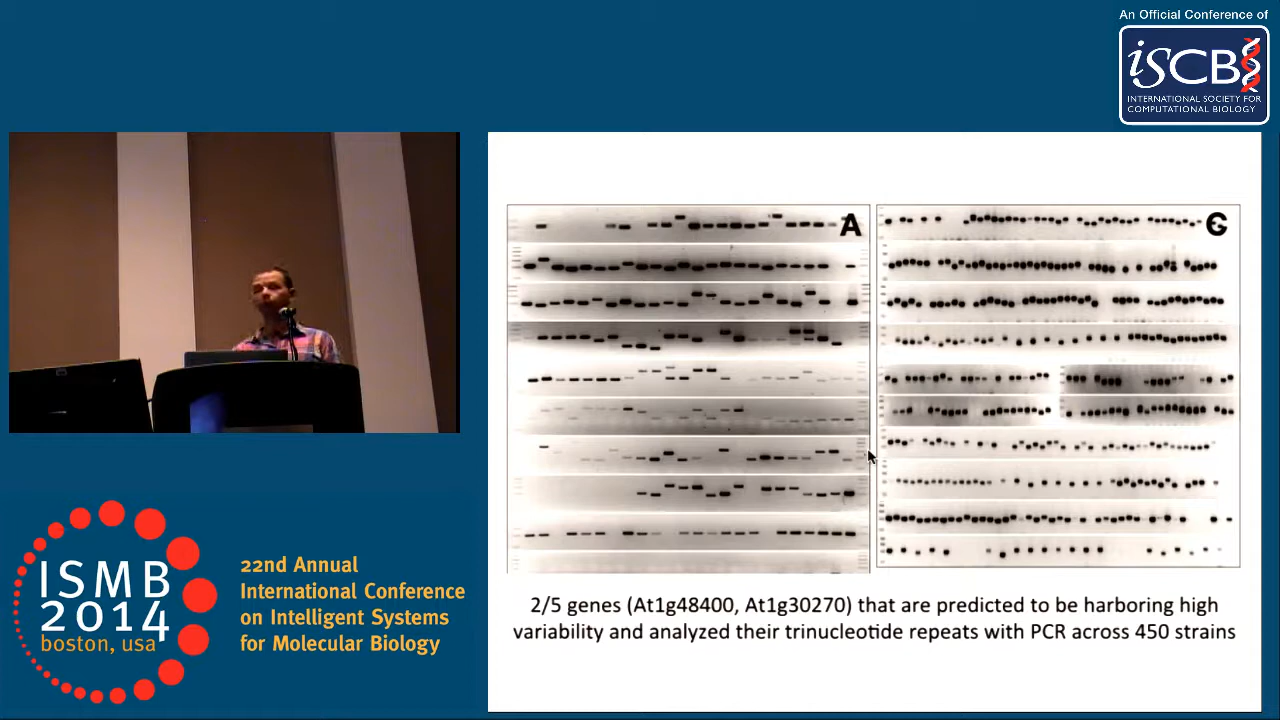 An Official Conference of
iSCB
INTERNATIONAL SOCIETY FOR
COMPUTATIONAL BIOLOGY
A
G
2/5 genes (At1g48400, At1g30270) that are predicted to be harboring high
variability and analyzed their trinucleotide repeats with PCR across 450 strains
ISMB
2014
boston, usa
22nd Annual
International Conference
on Intelligent Systems
for Molecular Biology